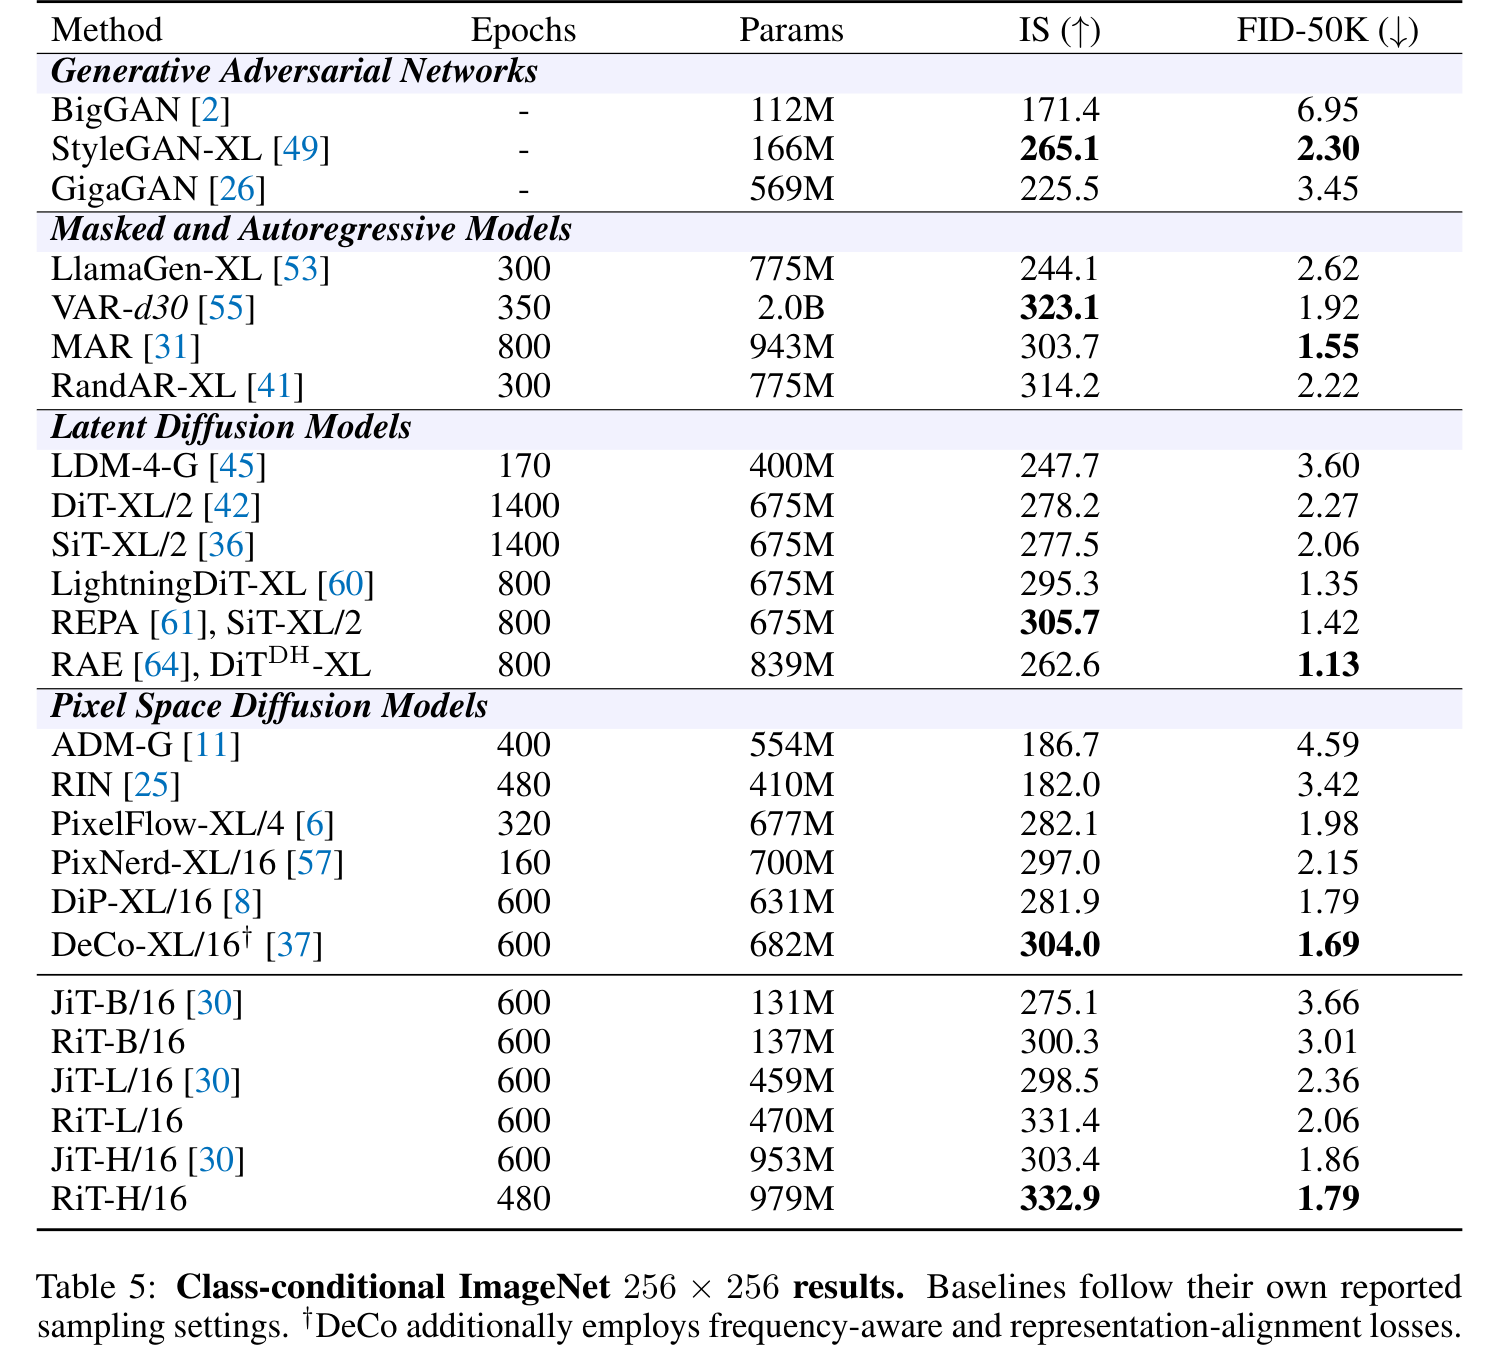 Method Epochs Params IS (↑) FID-50K (↓)
Generative Adversarial Networks
BigGAN [2] - 112M 171.4 6.95
StyleGAN-XL [49] - 166M 265.1 2.30
GigaGAN [26] - 569M 225.5 3.45
Masked and Autoregressive Models
LlamaGen-XL [53] 300 775M 244.1 2.62
VAR-d30 [55] 350 2.0B 323.1 1.92
MAR [31] 800 943M 303.7 1.55
RandAR-XL [41] 300 775M 314.2 2.22
Latent Diffusion Models
LDM-4-G [45] 170 400M 247.7 3.60
DiT-XL/2 [42] 1400 675M 278.2 2.27
SiT-XL/2 [36] 1400 675M 277.5 2.06
LightningDiT-XL [60] 800 675M 295.3 1.35
REPA [61], SiT-XL/2 800 675M 305.7 1.42
RAE [64], DiTᴰᴴ-XL 800 839M 262.6 1.13
Pixel Space Diffusion Models
ADM-G [11] 400 554M 186.7 4.59
RIN [25] 480 410M 182.0 3.42
PixelFlow-XL/4 [6] 320 677M 282.1 1.98
PixNerd-XL/16 [57] 160 700M 297.0 2.15
DiP-XL/16 [8] 600 631M 281.9 1.79
DeCo-XL/16† [37] 600 682M 304.0 1.69
JiT-B/16 [30] 600 131M 275.1 3.66
RiT-B/16 600 137M 300.3 3.01
JiT-L/16 [30] 600 459M 298.5 2.36
RiT-L/16 600 470M 331.4 2.06
JiT-H/16 [30] 600 953M 303.4 1.86
RiT-H/16 480 979M 332.9 1.79
Table 5: Class-conditional ImageNet 256 × 256 results. Baselines follow their own reported
sampling settings. †DeCo additionally employs frequency-aware and representation-alignment losses.